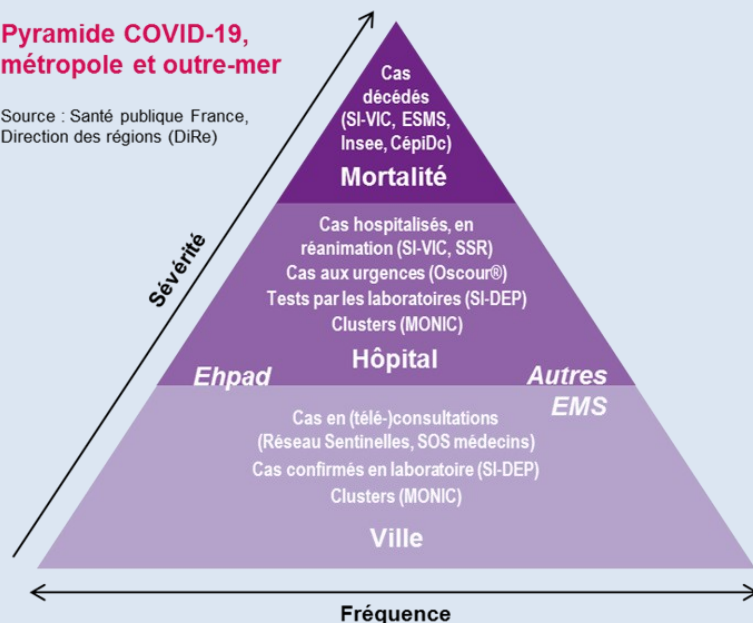 Pyramide COVID-19,
métropole et outre-mer
Source : Santé publique France,
Direction des régions (DiRe)
Sévérité
Cas
décédés
(SI-VIC, ESMS,
Insee, CépiDc)
Mortalité
Cas hospitalisés, en
réanimation (SI-VIC, SSR)
Cas aux urgences (Oscour®)
Tests par les laboratoires (SI-DEP)
Clusters (MONIC)
Hôpital
Ehpad
Autres
EMS
Cas en (télé-)consultations
(Réseau Sentinelles, SOS médecins)
Cas confirmés en laboratoire (SI-DEP)
Clusters (MONIC)
Ville
Fréquence